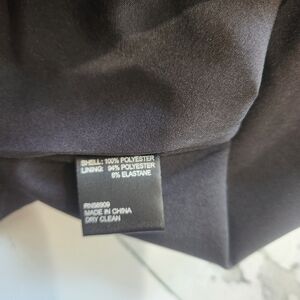 SHELL: 100% POLYESTER
LINING: 94% POLYESTER
6% ELASTANE
RN58909
MADE IN CHINA
DRY CLEAN